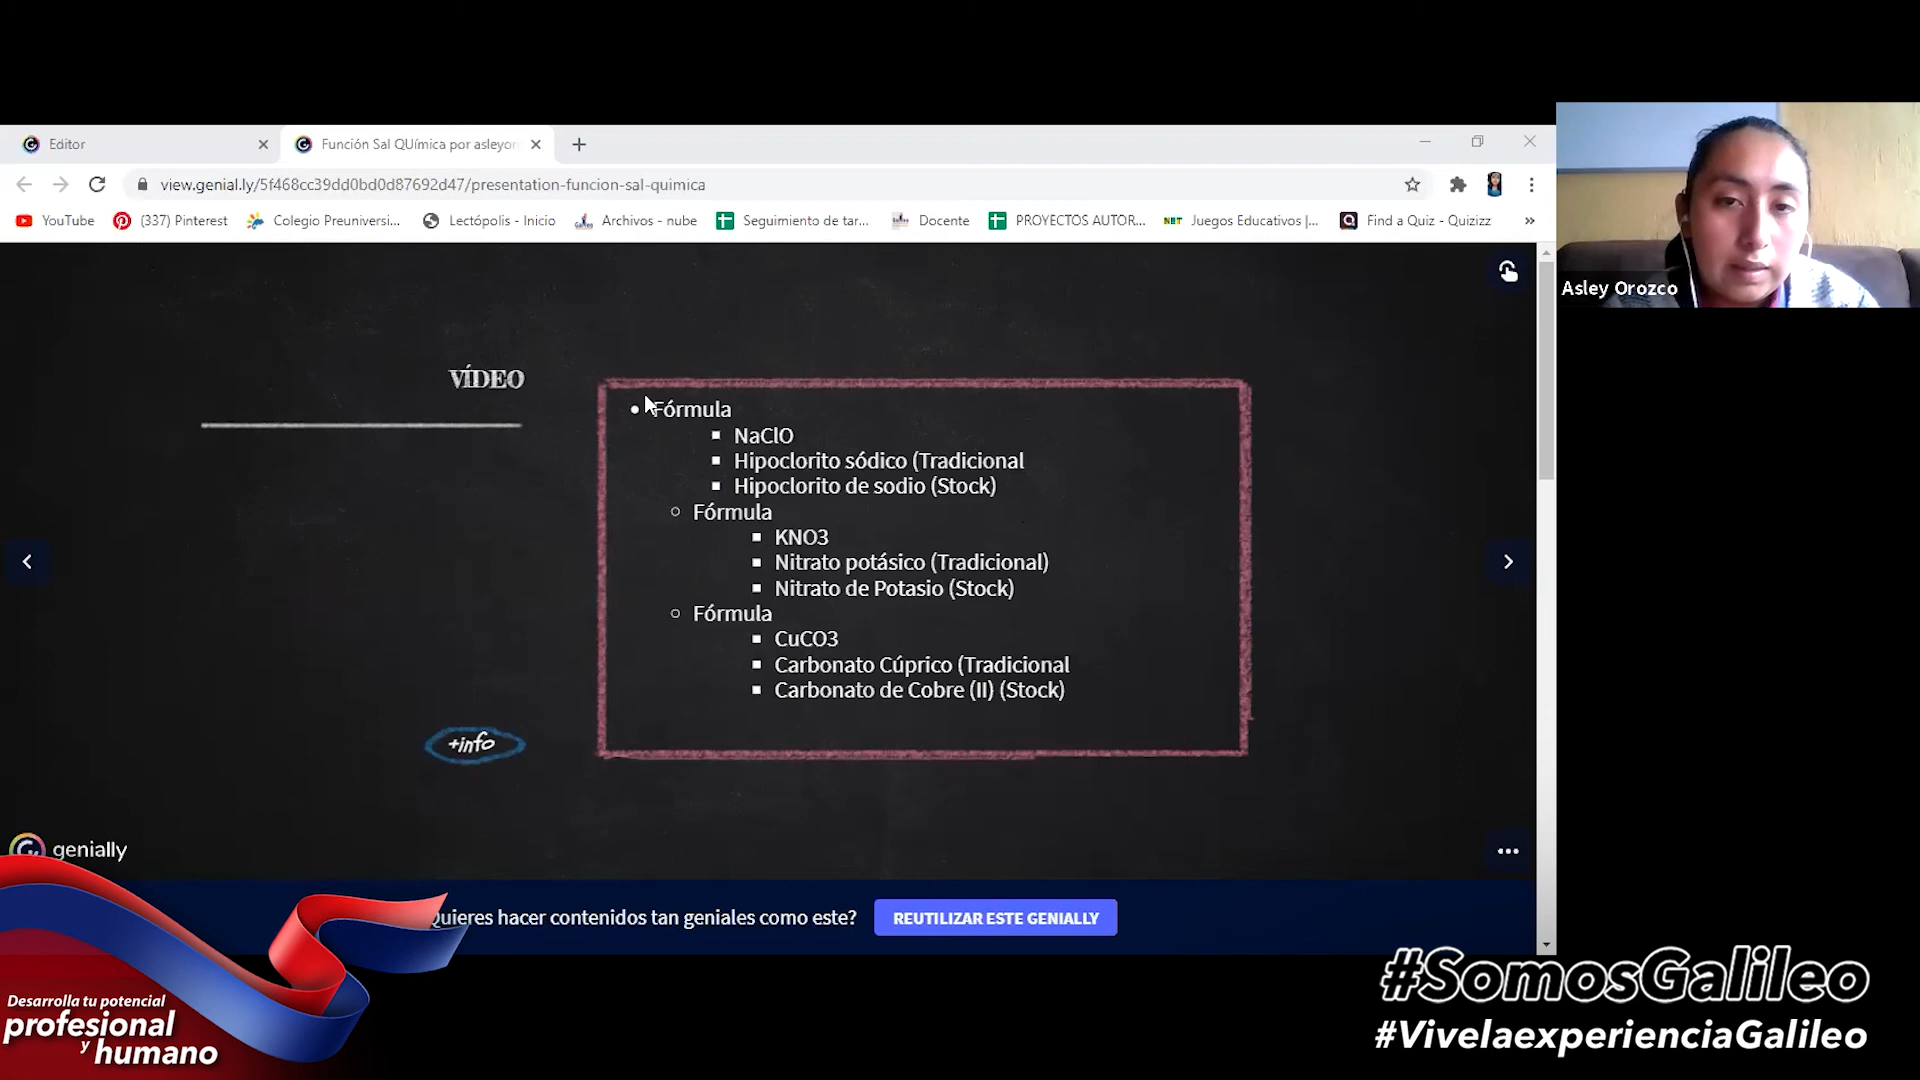 Editor
Función Sal QUímica por asleyor
view.genial.ly/5f468cc39dd0bd0d87692d47/presentation-funcion-sal-quimica
YouTube
(337) Pinterest
Colegio Preuniversi...
Lectópolis - Inicio
Archivos - nube
Seguimiento de tar...
Docente
PROYECTOS AUTOR...
Juegos Educativos |...
Find a Quiz - Quizizz
Asley Orozco
VÍDEO
Fórmula
NaClO
Hipoclorito sódico (Tradicional
Hipoclorito de sodio (Stock)
Fórmula
KNO3
Nitrato potásico (Tradicional)
Nitrato de Potasio (Stock)
Fórmula
CuCO3
Carbonato Cúprico (Tradicional
Carbonato de Cobre (II) (Stock)
+info
genially
Quieres hacer contenidos tan geniales como este?
REUTILIZAR ESTE GENIALLY
Desarrolla tu potencial
profesional
y
humano
#SomosGalileo
#VivelaexperienciaGalileo